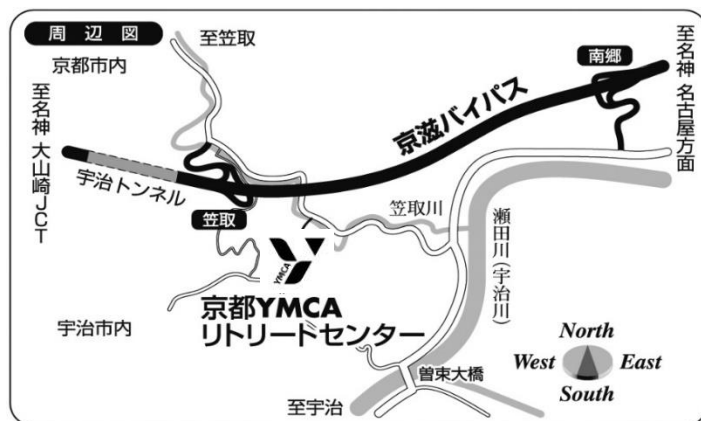 周辺図
京都市内
至笠取
南郷
至名神 名古屋方面
京滋バイパス
至名神 大山崎JCT
宇治トンネル
笠取
笠取川
瀬田川(宇治川)
YMCA
京都YMCA
リトリートセンター
宇治市内
曽束大橋
至宇治
North
West East
South